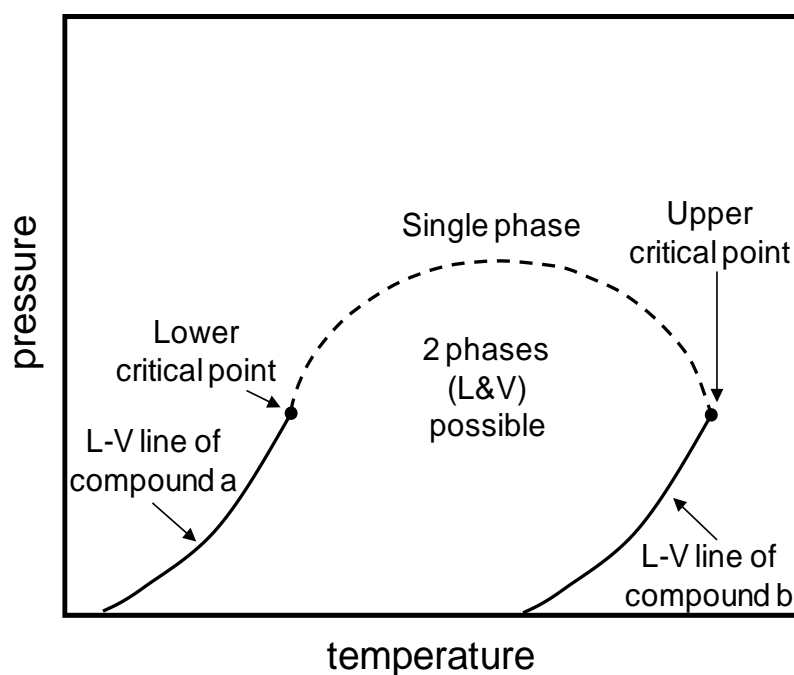 Single phase
Upper
critical point
Lower
critical point
2 phases
(L&V)
possible
L-V line of
compound a
L-V line of
compound b
pressure
temperature